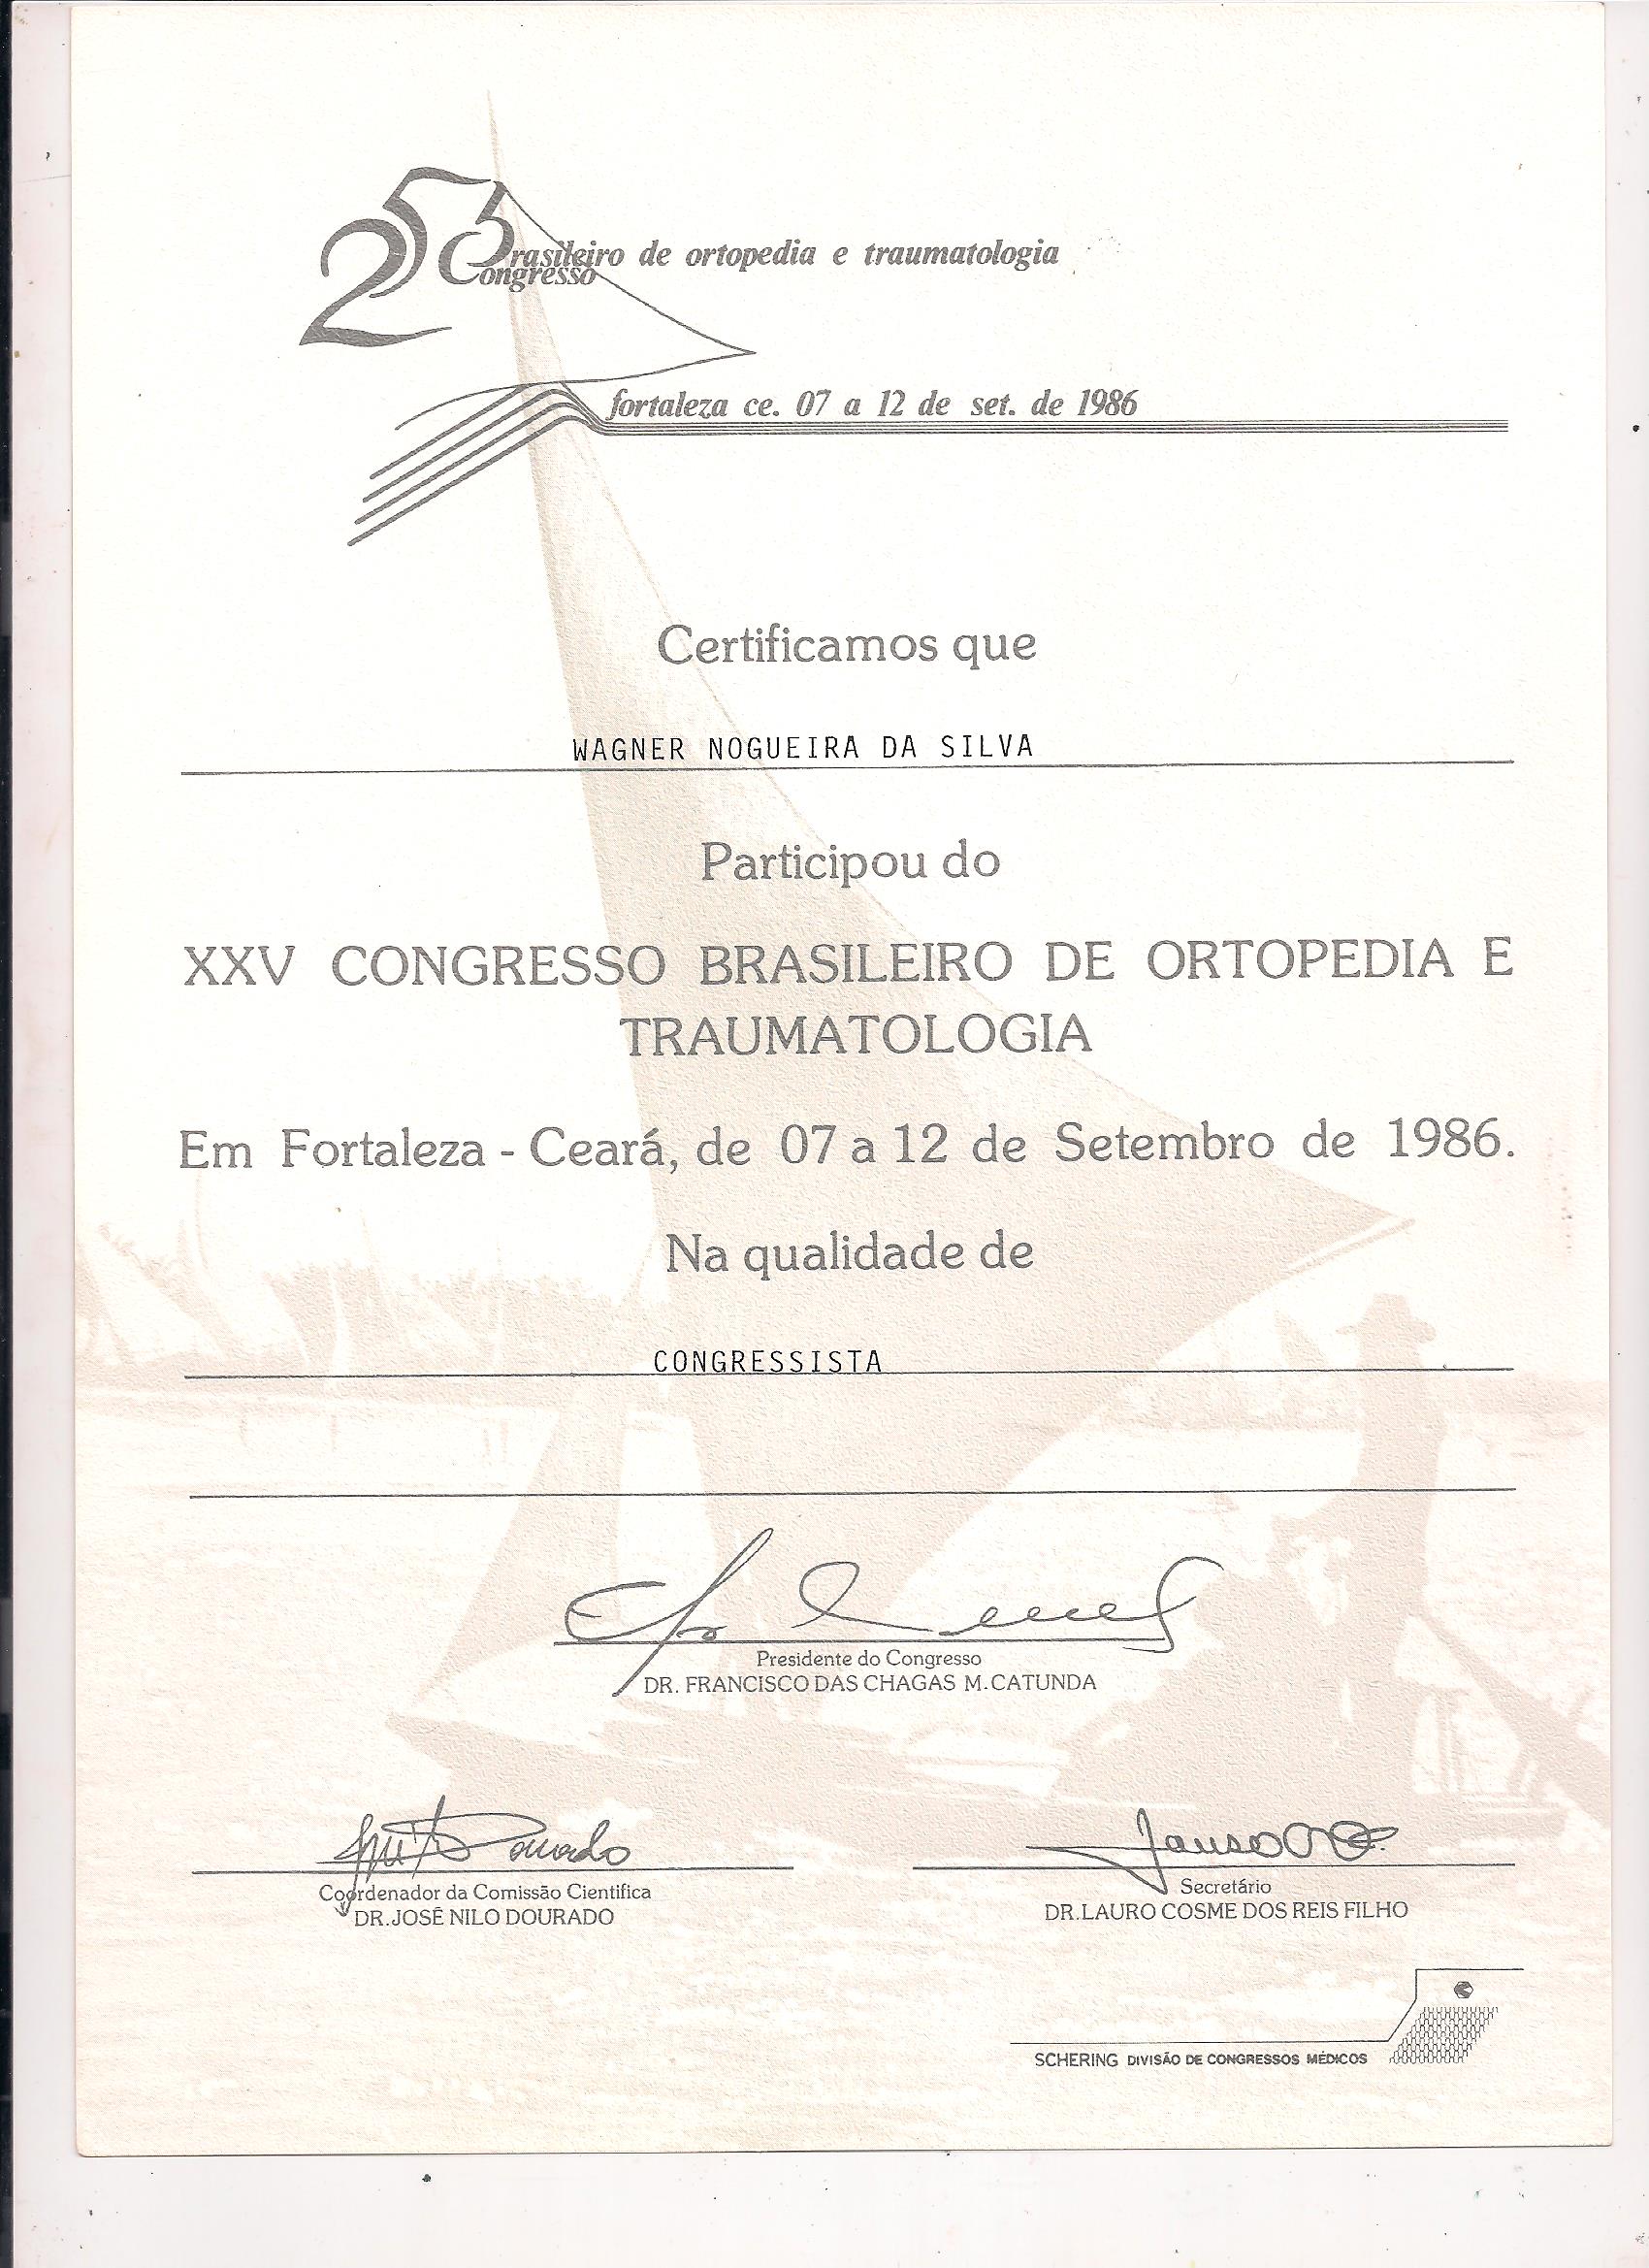 25 Congresso
Brasileiro de ortopedia e traumatologia
fortaleza ce. 07 a 12 de set. de 1986
Certificamos que
WAGNER NOGUEIRA DA SILVA
Participou do
XXV CONGRESSO BRASILEIRO DE ORTOPEDIA E
TRAUMATOLOGIA
Em Fortaleza - Ceará, de 07 a 12 de Setembro de 1986.
Na qualidade de
CONGRESSISTA
Presidente do Congresso
DR. FRANCISCO DAS CHAGAS M.CATUNDA
Coordenador da Comissão Cientifica
DR.JOSÉ NILO DOURADO
Secretário
DR.LAURO COSME DOS REIS FILHO
SCHERING DIVISÃO DE CONGRESSOS MÉDICOS